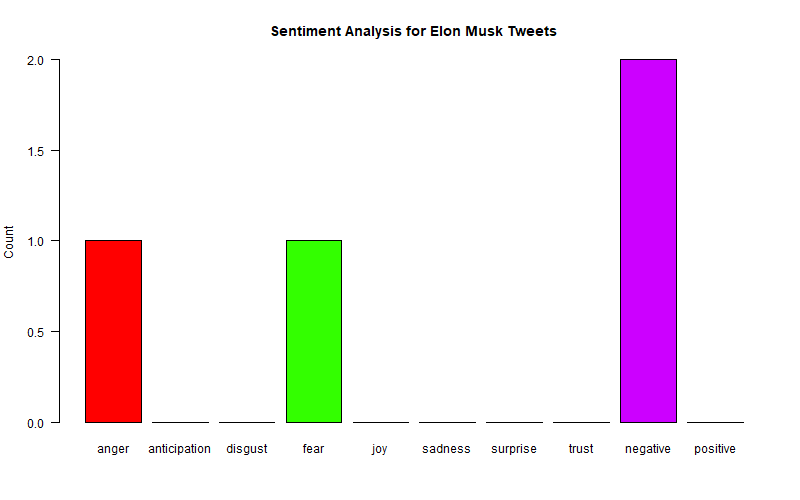 Sentiment Analysis for Elon Musk Tweets
Count
2.0
1.5
1.0
0.5
0.0
anger anticipation disgust fear joy sadness surprise trust negative positive